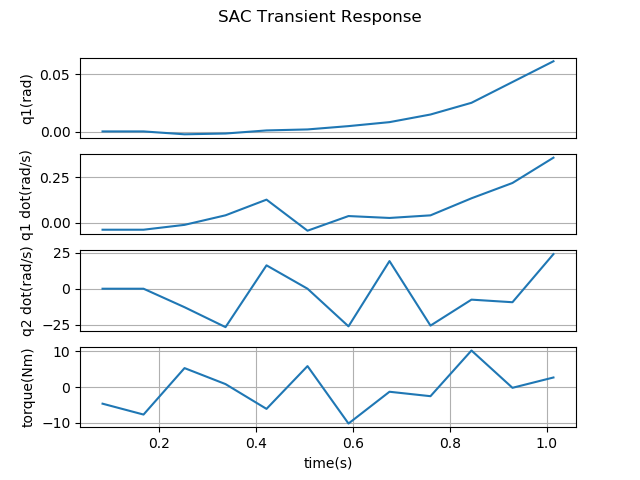 SAC Transient Response
q1(rad)
0.05
0.00
q1 dot(rad/s)
0.25
0.00
q2 dot(rad/s)
25
0
−25
torque(Nm)
10
0
−10
0.2 0.4 0.6 0.8 1.0
time(s)